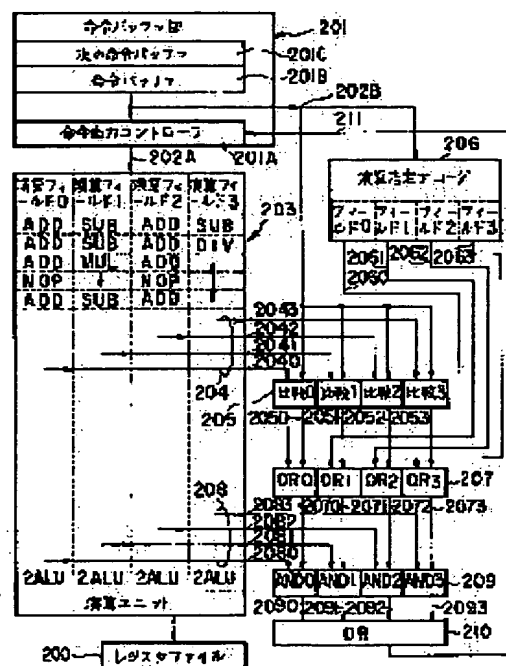 命令バッファ部
201
次の命令バッファ
201C
命令バッファ
201B
202B
命令出力コントローラ
201A
211
202A
206
演算指定データ
フィールド0 フィールド1 フィールド2 フィールド3
2061 2062 2063
2060
演算フィールド0 演算フィールド1 演算フィールド2 演算フィールド3
203
ADD SUB ADD SUB
ADD SUB ADD DIV
ADD MUL ADD
NOP NOP
ADD SUB ADD
2043
2042
2041
2040
204
205
比較0 比較1 比較2 比較3
2050 2051 2052 2053
OR0 OR1 OR2 OR3
207
208
2083
2082
2081
2080
2070 2071 2072 2073
2ALU 2ALU 2ALU 2ALU
AND0 AND1 AND2 AND3
209
演算ユニット
2090 2091 2092 2093
OR
210
200
レジスタファイル